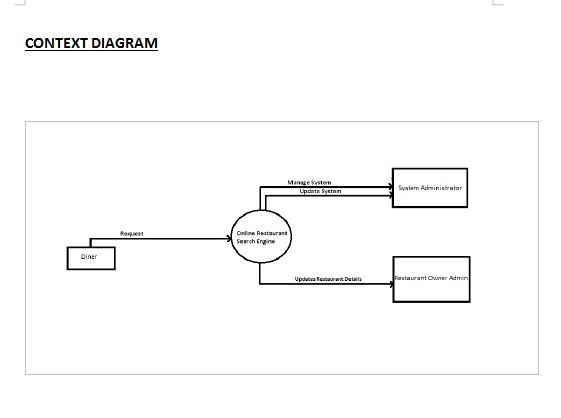 CONTEXT DIAGRAM
Manage System
Update System
System Administrator
Request
Online Restaurant
Search Engine
Diner
Updates Restaurant Details
Restaurant Owner Admin